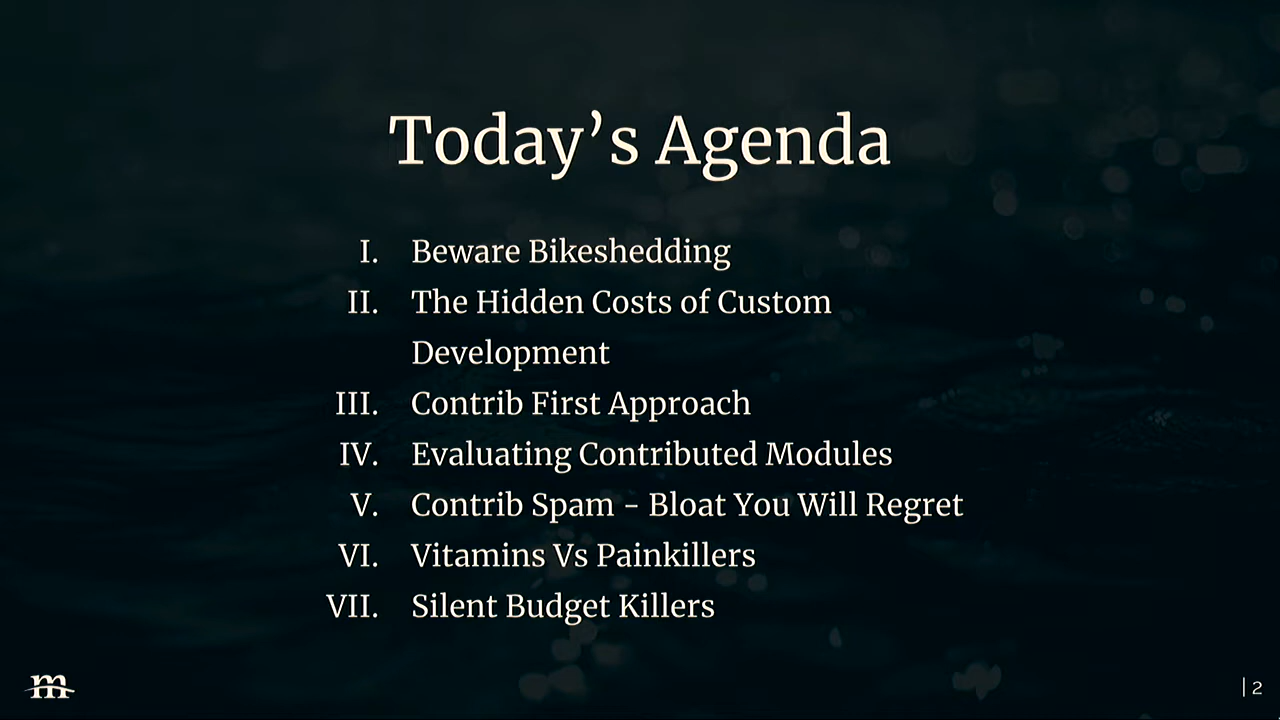 Today’s Agenda
I. Beware Bikeshedding
II. The Hidden Costs of Custom
Development
III. Contrib First Approach
IV. Evaluating Contributed Modules
V. Contrib Spam - Bloat You Will Regret
VI. Vitamins Vs Painkillers
VII. Silent Budget Killers
m
| 2